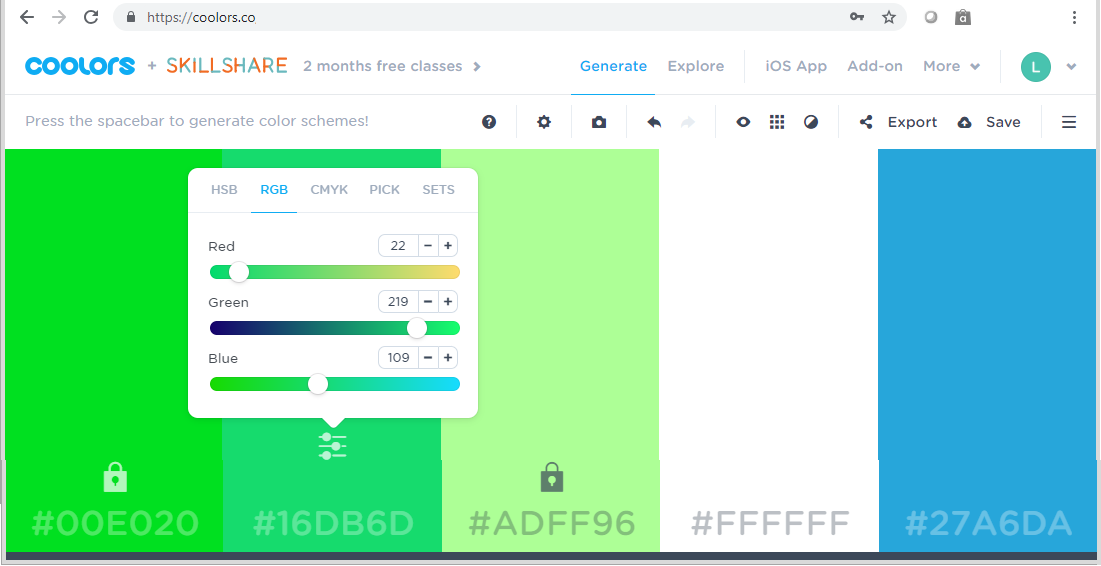 https://coolors.co
coolors + SKILLSHARE 2 months free classes Generate Explore iOS App Add-on More L
Press the spacebar to generate color schemes! Export Save
HSB RGB CMYK PICK SETS
Red 22 − +
Green 219 − +
Blue 109 − +
#00E020 #16DB6D #ADFF96 #FFFFFF #27A6DA